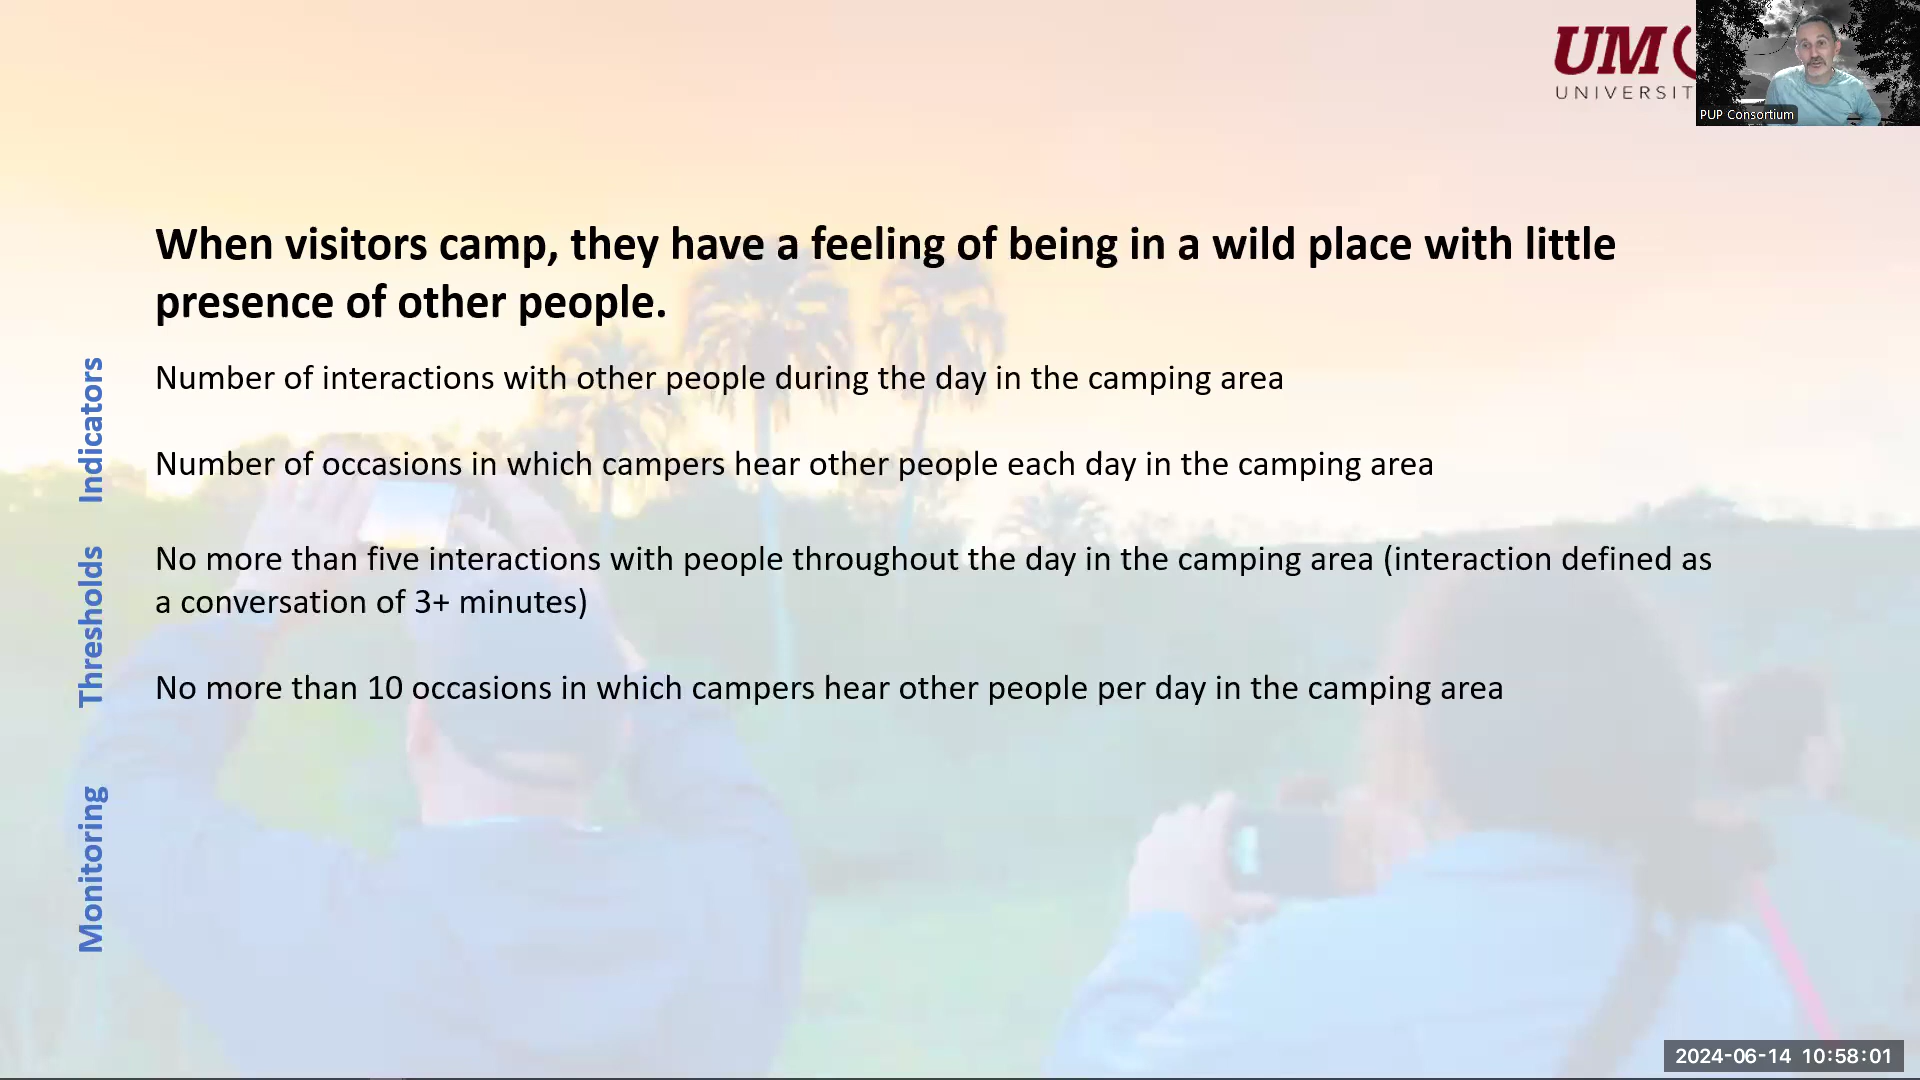 UM
UNIVERSIT
PUP Consortium
When visitors camp, they have a feeling of being in a wild place with little
presence of other people.
Indicators
Number of interactions with other people during the day in the camping area
Number of occasions in which campers hear other people each day in the camping area
Thresholds
No more than five interactions with people throughout the day in the camping area (interaction defined as
a conversation of 3+ minutes)
No more than 10 occasions in which campers hear other people per day in the camping area
Monitoring
2024-06-14 10:58:01